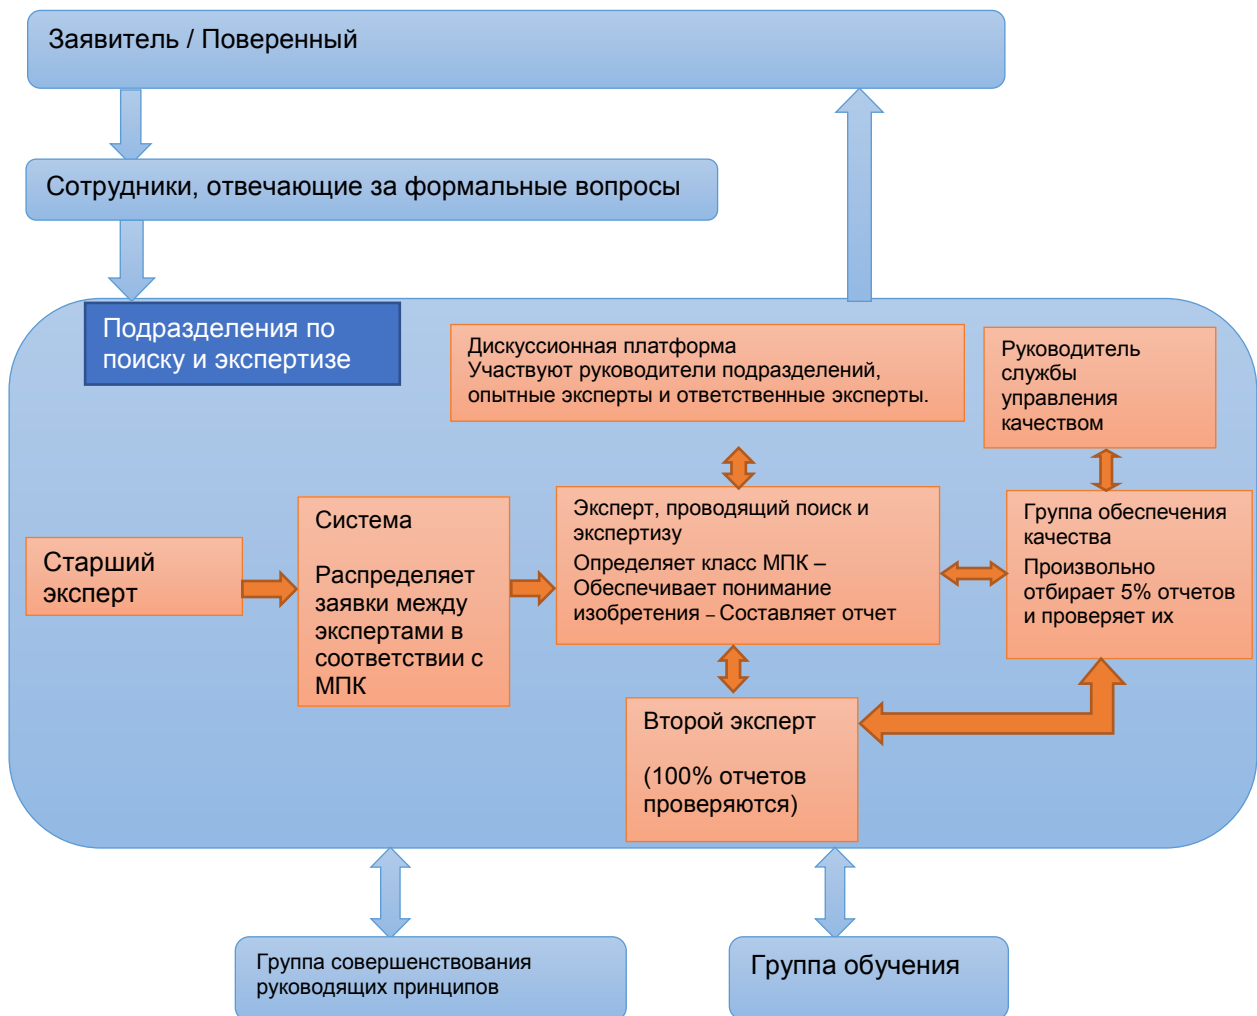 Заявитель / Поверенный
Сотрудники, отвечающие за формальные вопросы
Подразделения по
поиску и экспертизе
Дискуссионная платформа
Участвуют руководители подразделений,
опытные эксперты и ответственные эксперты.
Руководитель
службы
управления
качеством
Старший
эксперт
Система
Распределяет
заявки между
экспертами в
соответствии с
МПК
Эксперт, проводящий поиск и
экспертизу
Определяет класс МПК –
Обеспечивает понимание
изобретения – Составляет отчет
Группа обеспечения
качества
Произвольно
отбирает 5% отчетов
и проверяет их
Второй эксперт
(100% отчетов
проверяются)
Группа совершенствования
руководящих принципов
Группа обучения